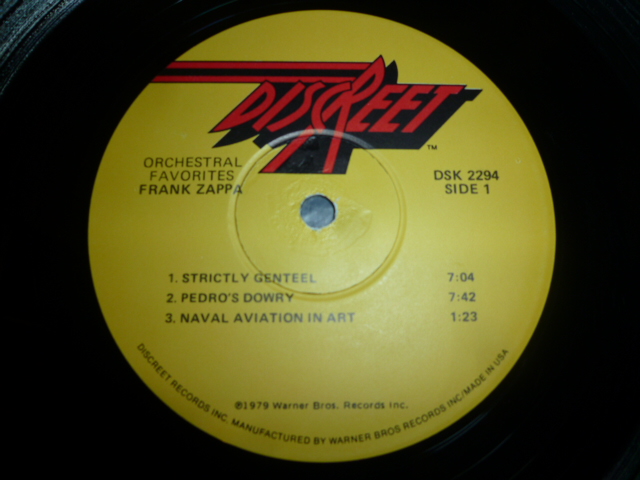 DISCREET
TM
ORCHESTRAL
FAVORITES
FRANK ZAPPA
DSK 2294
SIDE 1
1. STRICTLY GENTEEL 7:04
2. PEDRO'S DOWRY 7:42
3. NAVAL AVIATION IN ART 1:23
℗1979 Warner Bros. Records Inc.
DISCREET RECORDS INC. MANUFACTURED BY WARNER BROS RECORDS INC/MADE IN USA